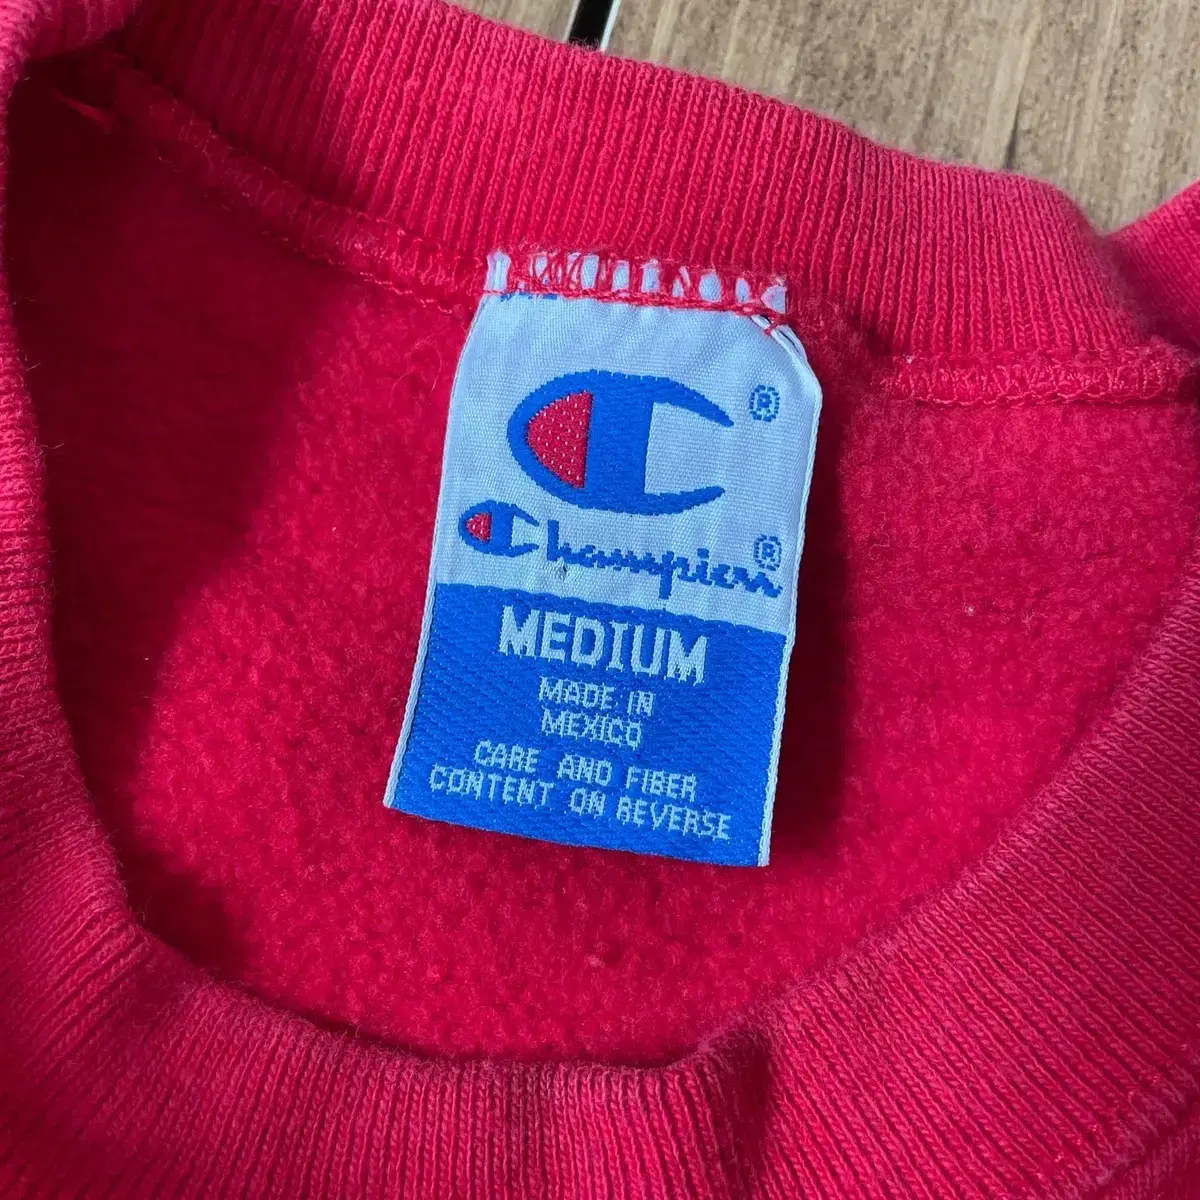 ®
Champion®
MEDIUM
MADE IN
MEXICO
CARE AND FIBER
CONTENT ON REVERSE